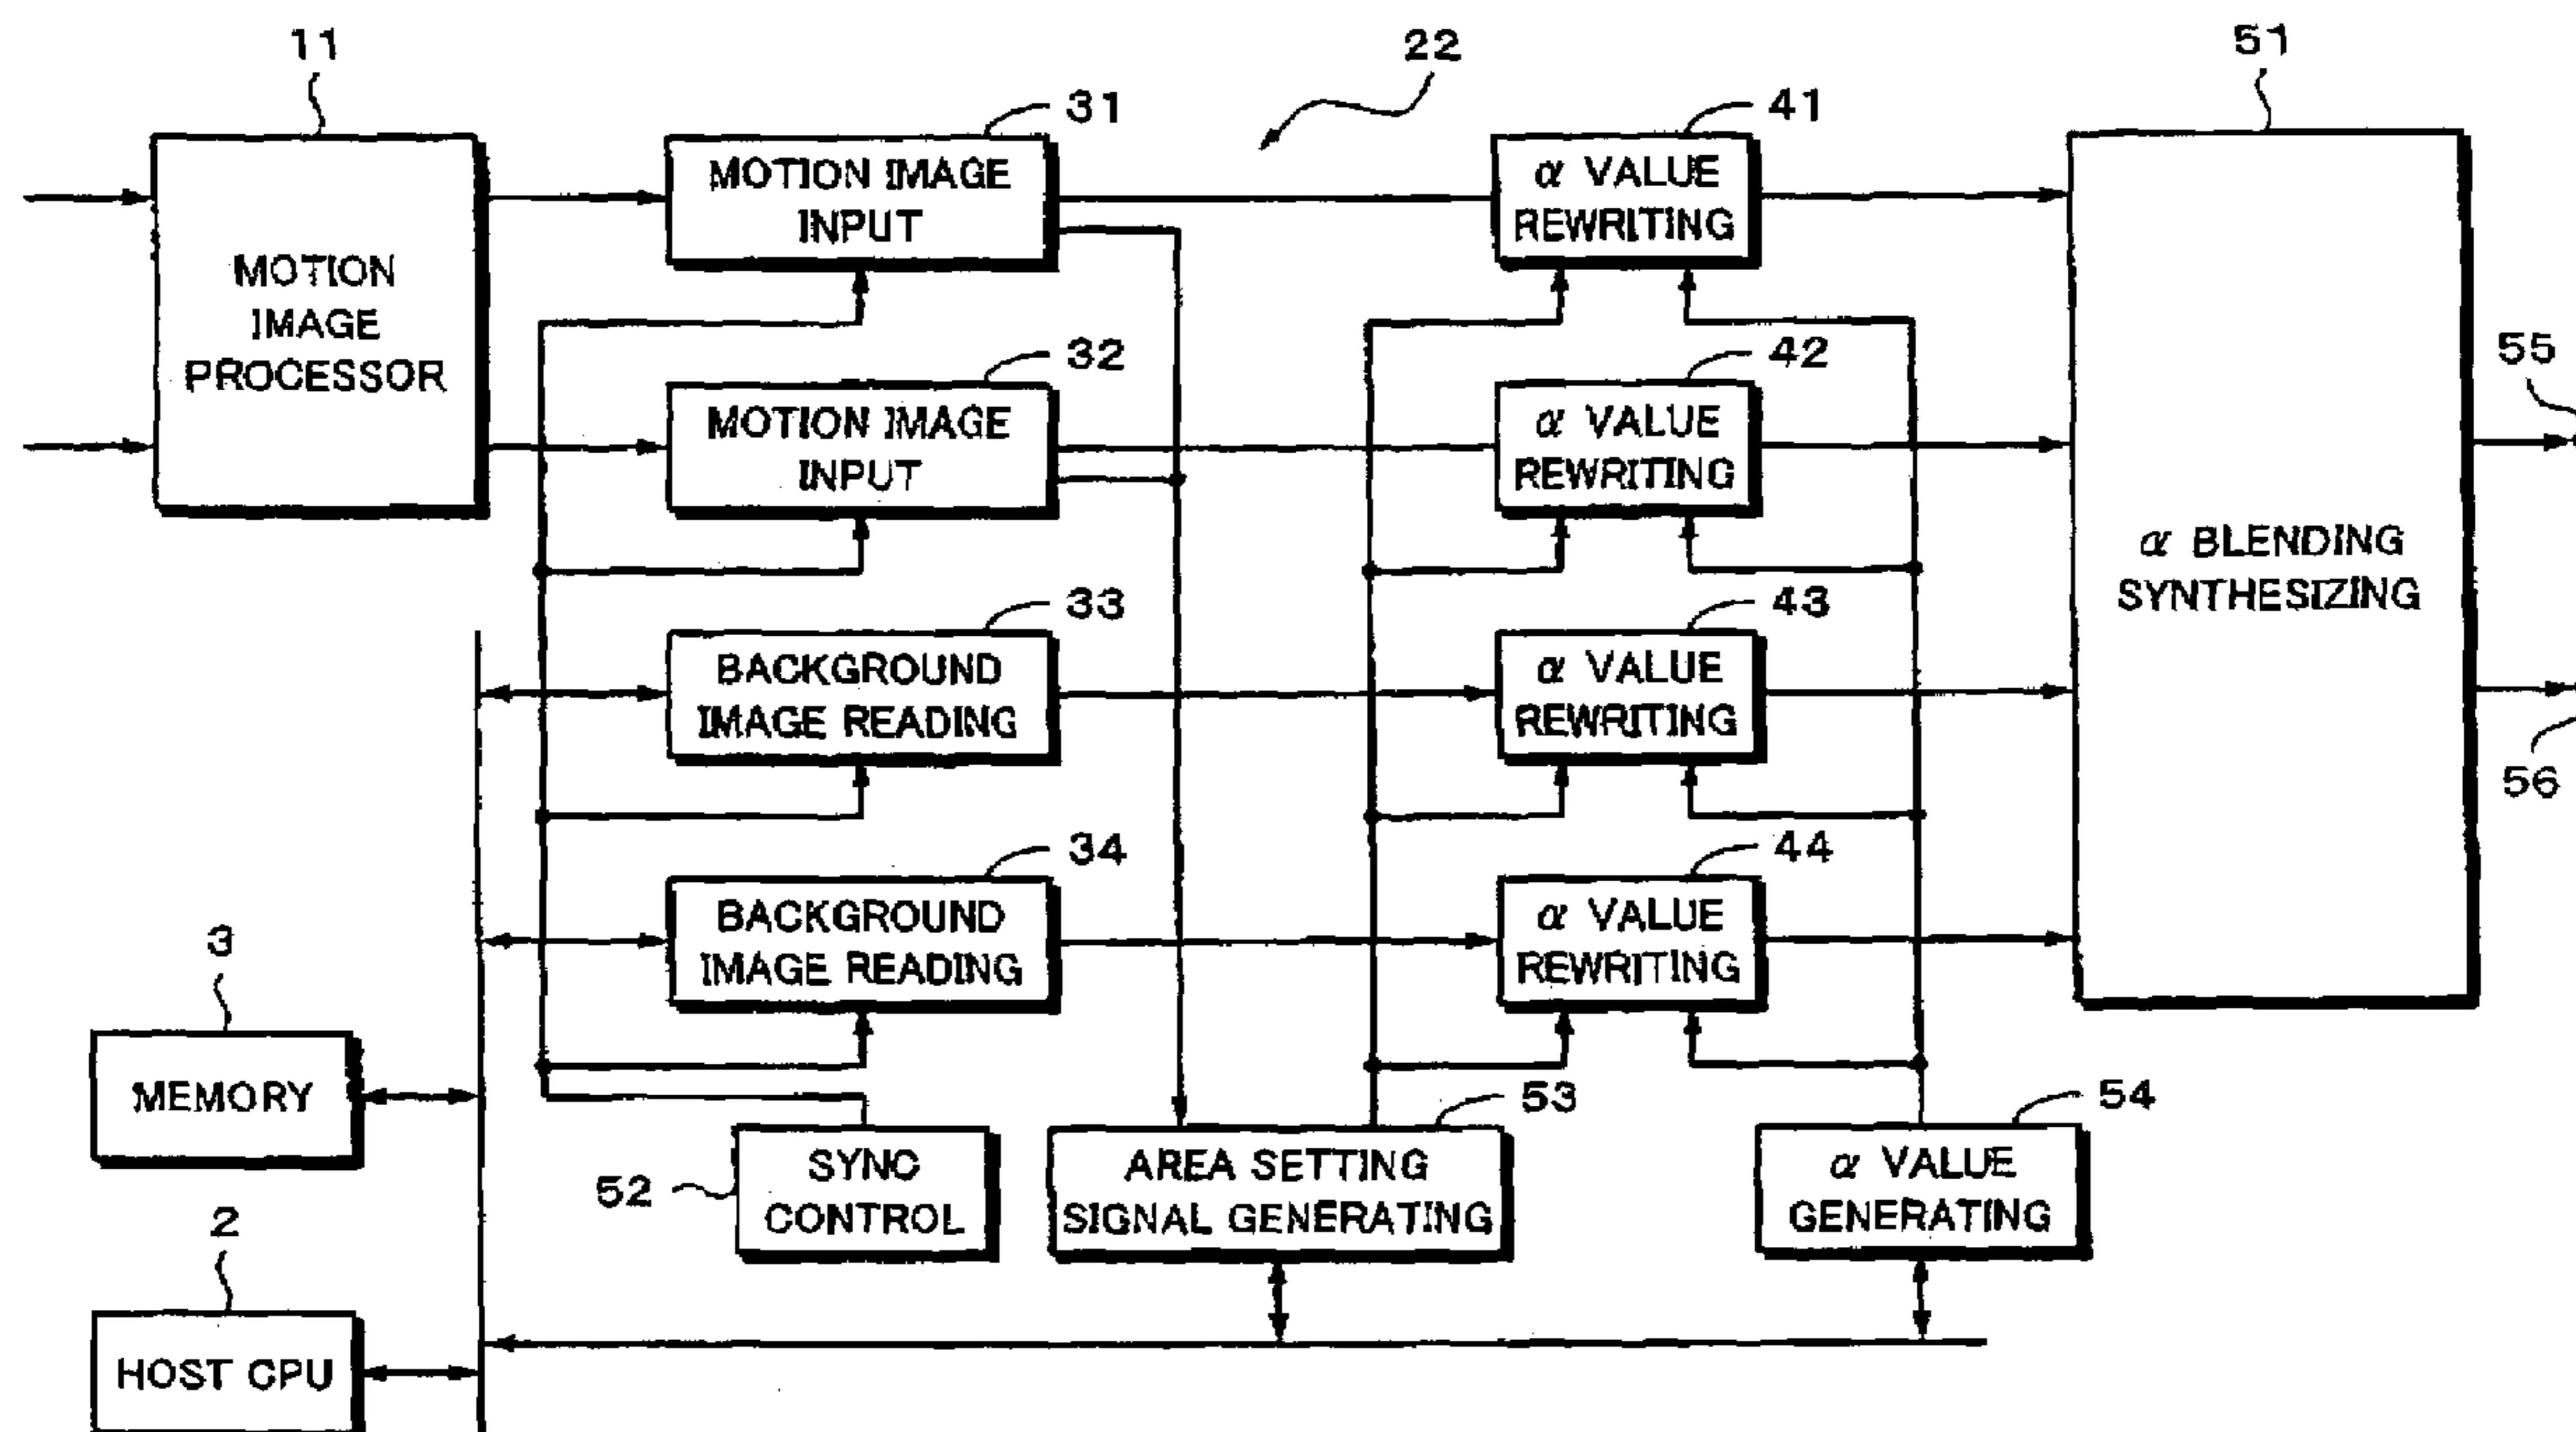 11
22
51
31
41
MOTION IMAGE
INPUT
α VALUE
REWRITING
MOTION
IMAGE
PROCESSOR
32
42
55
MOTION IMAGE
INPUT
α VALUE
REWRITING
α BLENDING
SYNTHESIZING
33
43
BACKGROUND
IMAGE READING
α VALUE
REWRITING
56
34
44
BACKGROUND
IMAGE READING
α VALUE
REWRITING
3
MEMORY
53
54
52
SYNC
CONTROL
AREA SETTING
SIGNAL GENERATING
α VALUE
GENERATING
2
HOST CPU